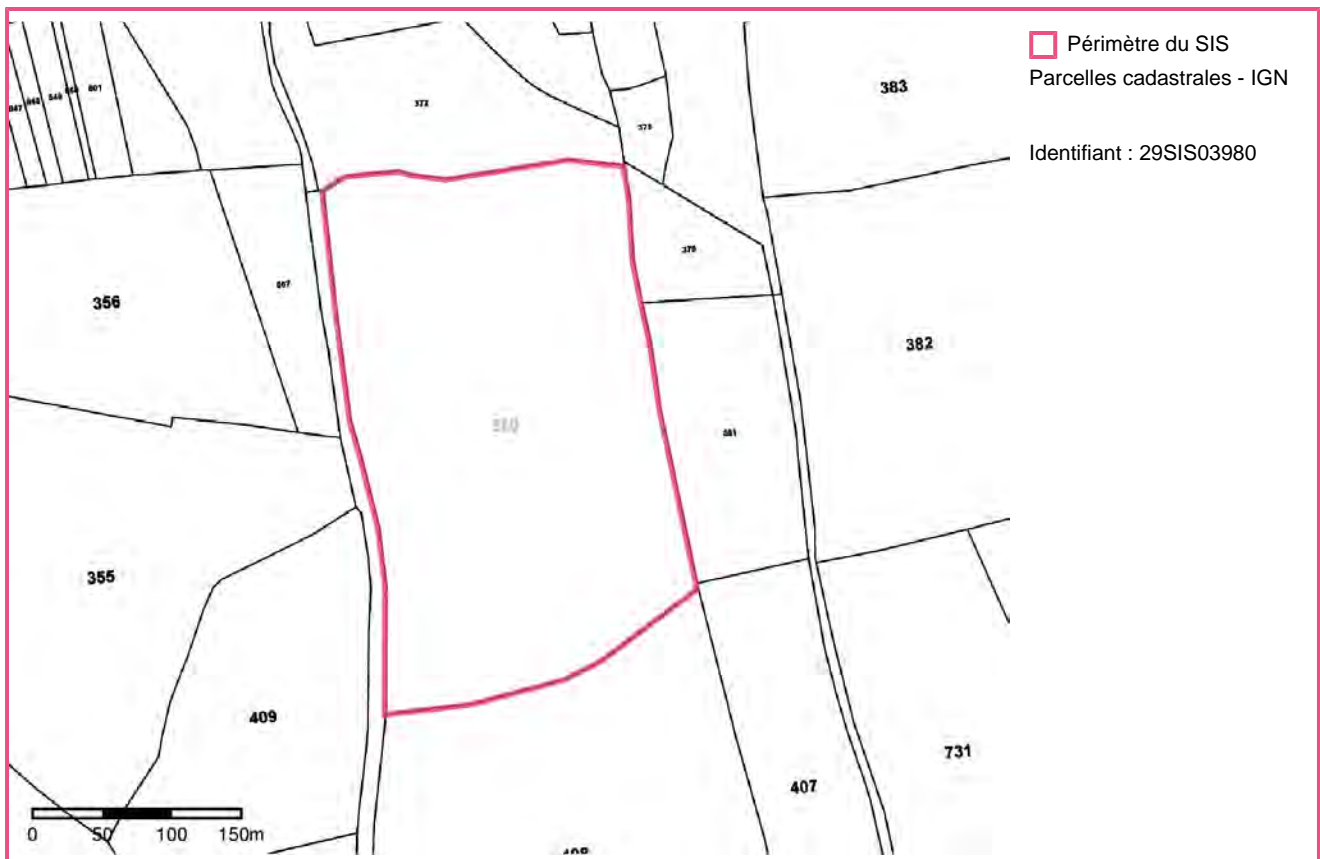 Périmètre du SIS
Parcelles cadastrales - IGN
Identifiant : 29SIS03980
383
372
356
382
355
409
731
407
0 50 100 150m